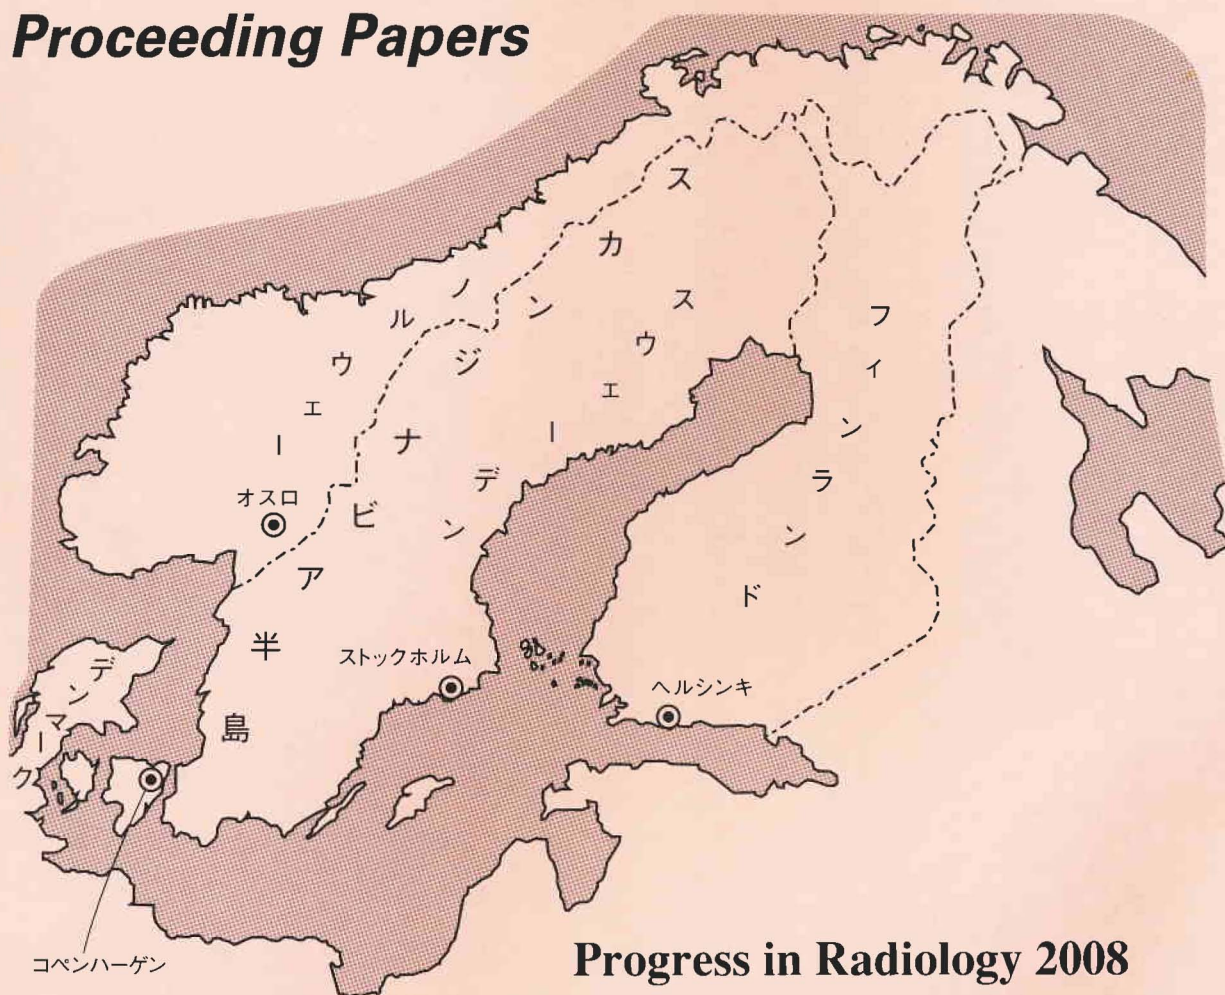 Proceeding Papers
スカンジナビア半島
ノルウェー
スウェーデン
フィンランド
オスロ
ストックホルム
ヘルシンキ
デンマーク
コペンハーゲン
Progress in Radiology 2008